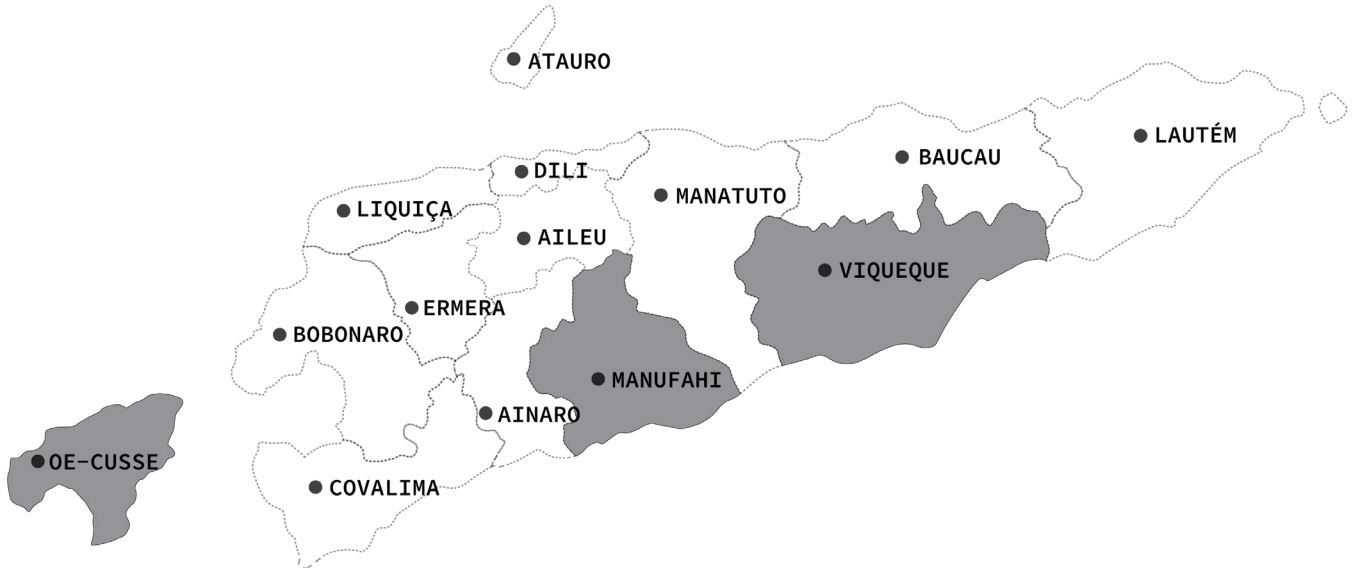 ATAURO
LAUTÉM
BAUCAU
DILI
MANATUTO
LIQUIÇA
AILEU
VIQUEQUE
ERMERA
BOBONARO
MANUFAHI
AINARO
OE-CUSSE
COVALIMA